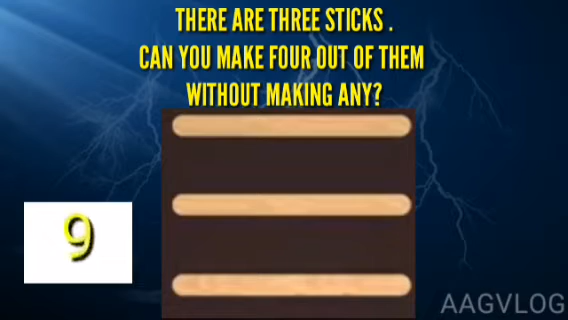 THERE ARE THREE STICKS .
CAN YOU MAKE FOUR OUT OF THEM
WITHOUT MAKING ANY?
9
AAGVLOG